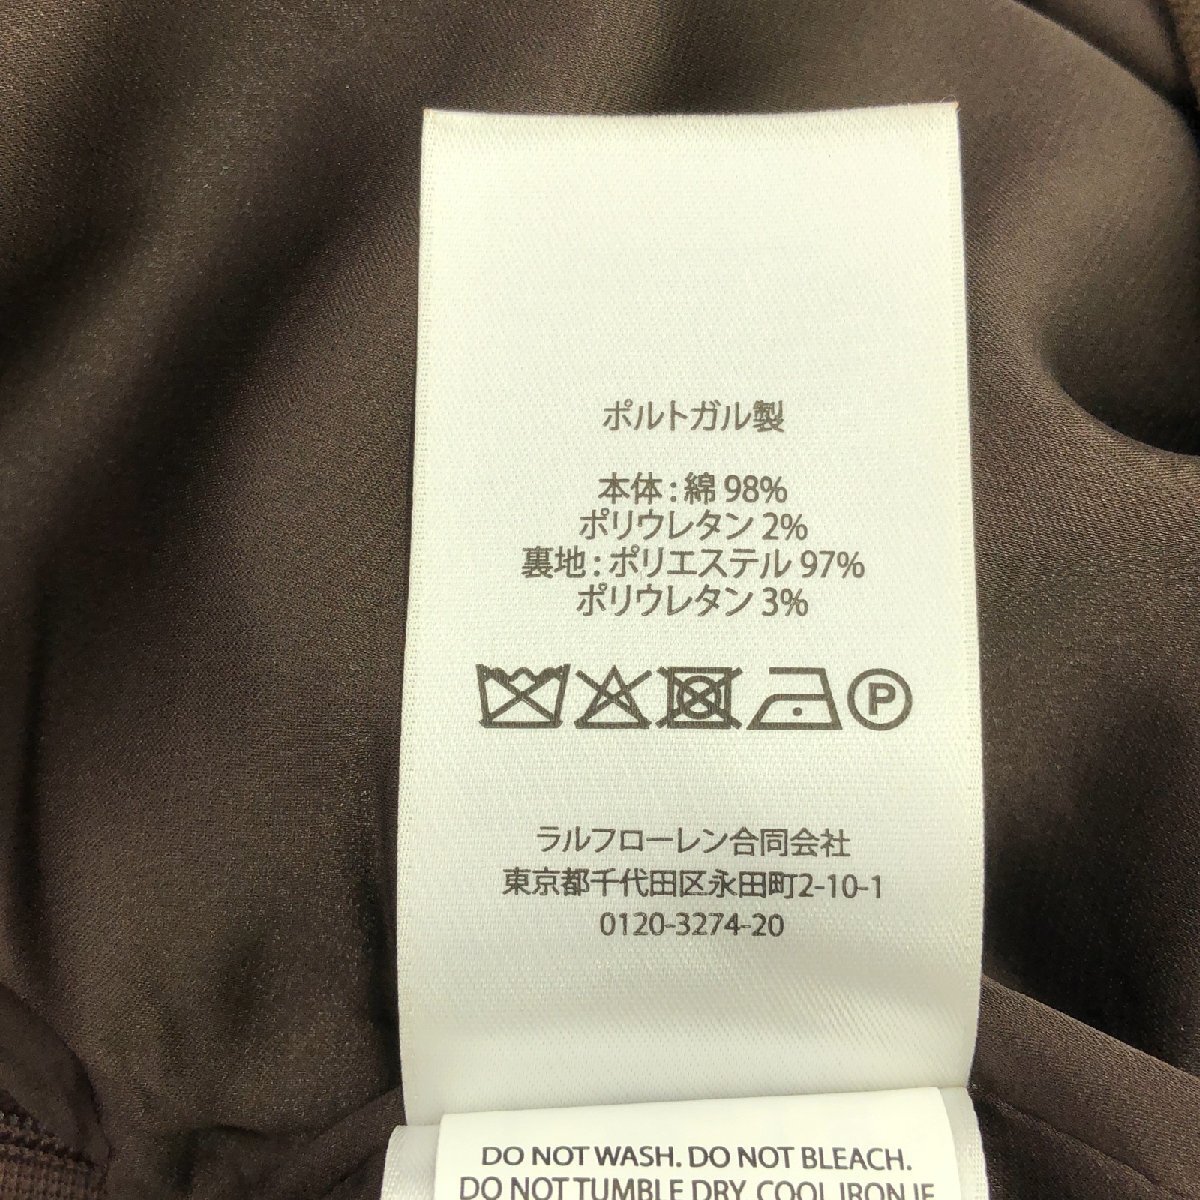 ポルトガル製
本体 : 綿 98%
ポリウレタン 2%
裏地 : ポリエステル 97%
ポリウレタン 3%
P
ラルフローレン合同会社
東京都千代田区永田町2-10-1
0120-3274-20
DO NOT WASH. DO NOT BLEACH.
DO NOT TUMBLE DRY. COOL IRON IF